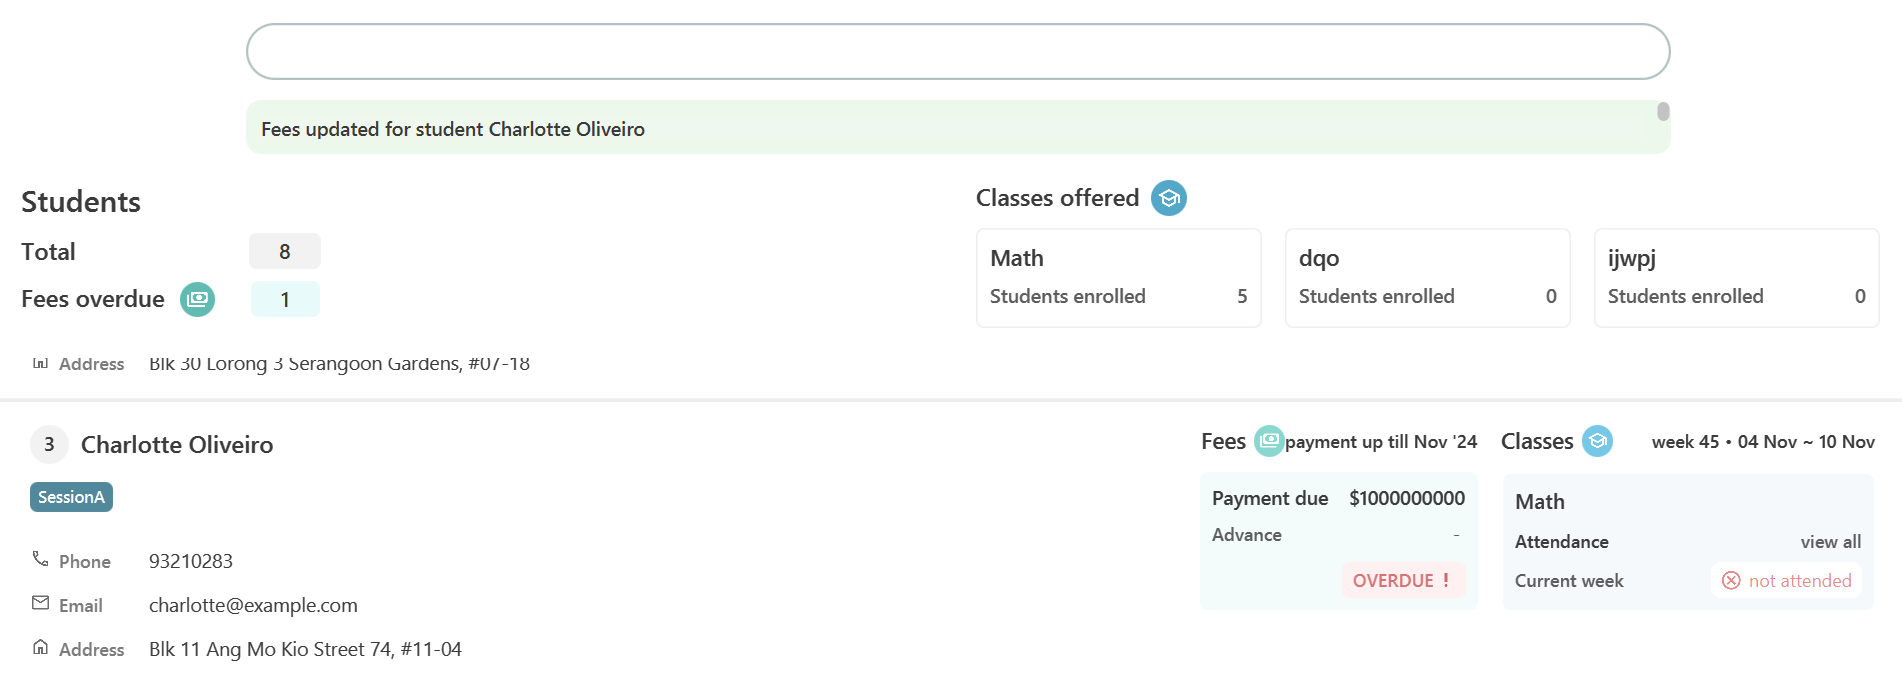 Fees updated for student Charlotte Oliveiro
Students
Total 8
Fees overdue 1
Classes offered
Math
Students enrolled 5
dqo
Students enrolled 0
ijwpj
Students enrolled 0
Address Blk 30 Lorong 3 Serangoon Gardens, #07-18
3 Charlotte Oliveiro
SessionA
Phone 93210283
Email charlotte@example.com
Address Blk 11 Ang Mo Kio Street 74, #11-04
Fees payment up till Nov '24
Payment due $1000000000
Advance -
OVERDUE !
Classes week 45 • 04 Nov ~ 10 Nov
Math
Attendance view all
Current week not attended